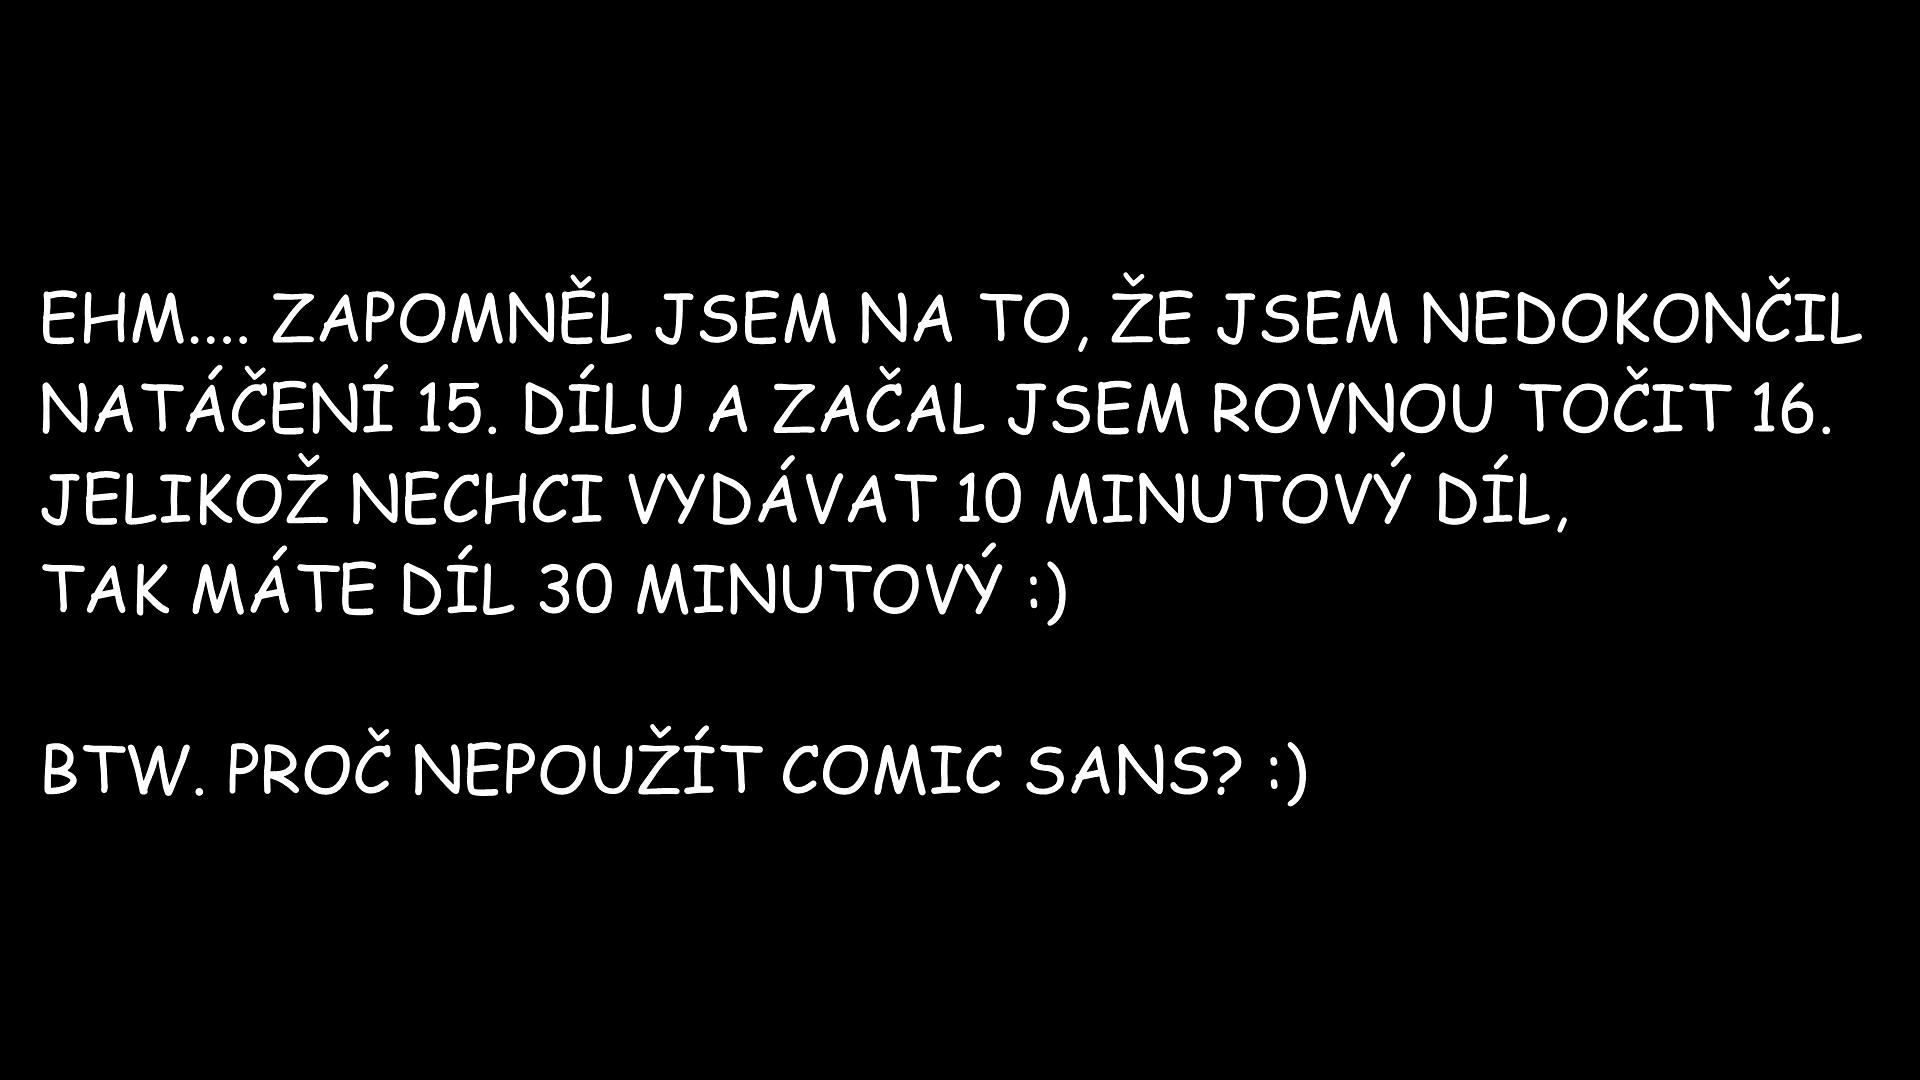 EHM.... ZAPOMNĚL JSEM NA TO, ŽE JSEM NEDOKONČIL
NATÁČENÍ 15. DÍLU A ZAČAL JSEM ROVNOU TOČIT 16.
JELIKOŽ NECHCI VYDÁVAT 10 MINUTOVÝ DÍL,
TAK MÁTE DÍL 30 MINUTOVÝ :)
BTW. PROČ NEPOUŽÍT COMIC SANS? :)